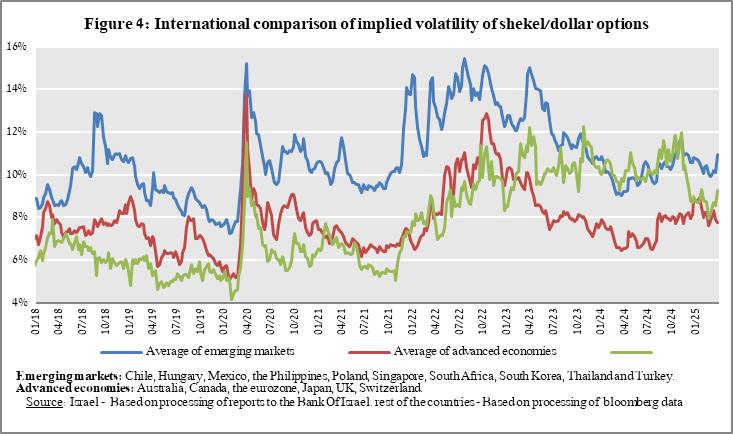 Figure 4: International comparison of implied volatility of shekel/dollar options
16%
14%
12%
10%
8%
6%
4%
01/18 04/18 07/18 10/18 01/19 04/19 07/19 10/19 01/20 04/20 07/20 10/20 01/21 04/21 07/21 10/21 01/22 04/22 07/22 10/22 01/23 04/23 07/23 10/23 01/24 04/24 07/24 10/24 01/25
Average of emerging markets Average of advanced economies
Emerging markets: Chile, Hungary, Mexico, the Philippines, Poland, Singapore, South Africa, South Korea, Thailand and Turkey.
Advanced economies: Australia, Canada, the eurozone, Japan, UK, Switzerland
Source: Israel - Based on processing of reports to the Bank Of Israel. rest of the countries - Based on processing of bloomberg data